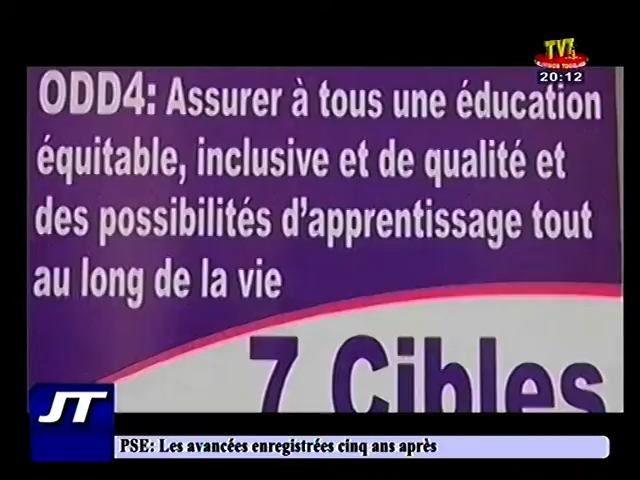 TVT
20:12
ODD4: Assurer à tous une éducation
équitable, inclusive et de qualité et
des possibilités d'apprentissage tout
au long de la vie
7 Cibles
JT
PSE: Les avancées enregistrées cinq ans après